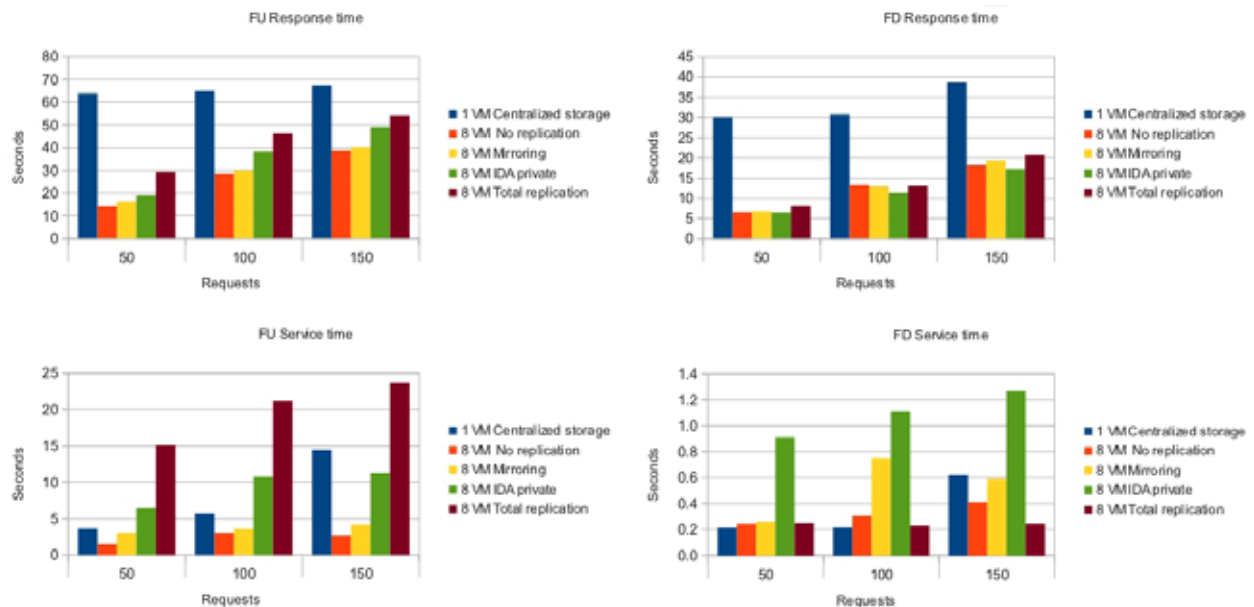 FU Response time
80
70
60
50
40
30
20
10
0
Seconds
50 100 150
Requests
1 VM Centralized storage
8 VM No replication
8 VM Mirroring
8 VM IDA private
8 VM Total replication
FD Response time
45
40
35
30
25
20
15
10
5
0
Seconds
50 100 150
Requests
1 VM Centralized storage
8 VM No replication
8 VM Mirroring
8 VM IDA private
8 VM Total replication
FU Service time
25
20
15
10
5
0
Seconds
50 100 150
Requests
1 VM Centralized storage
8 VM No replication
8 VM Mirroring
8 VM IDA private
8 VM Total replication
FD Service time
1.4
1.2
1.0
0.8
0.6
0.4
0.2
0.0
Seconds
50 100 150
Requests
1 VM Centralized storage
8 VM No replication
8 VM Mirroring
8 VM IDA private
8 VM Total replication